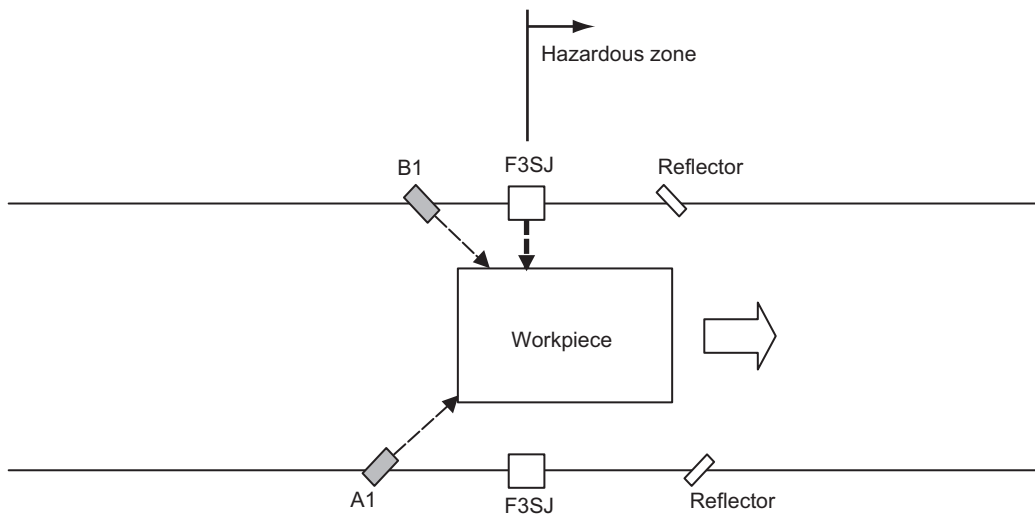 Hazardous zone
B1
F3SJ
Reflector
Workpiece
A1
F3SJ
Reflector